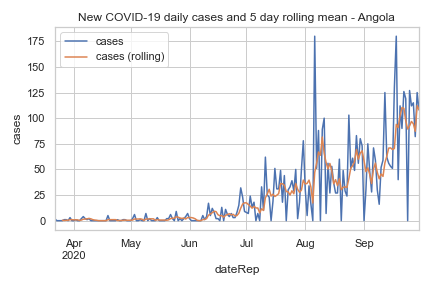 New COVID-19 daily cases and 5 day rolling mean - Angola
cases
cases (rolling)
cases
175
150
125
100
75
50
25
0
Apr
2020
May
Jun
Jul
Aug
Sep
dateRep